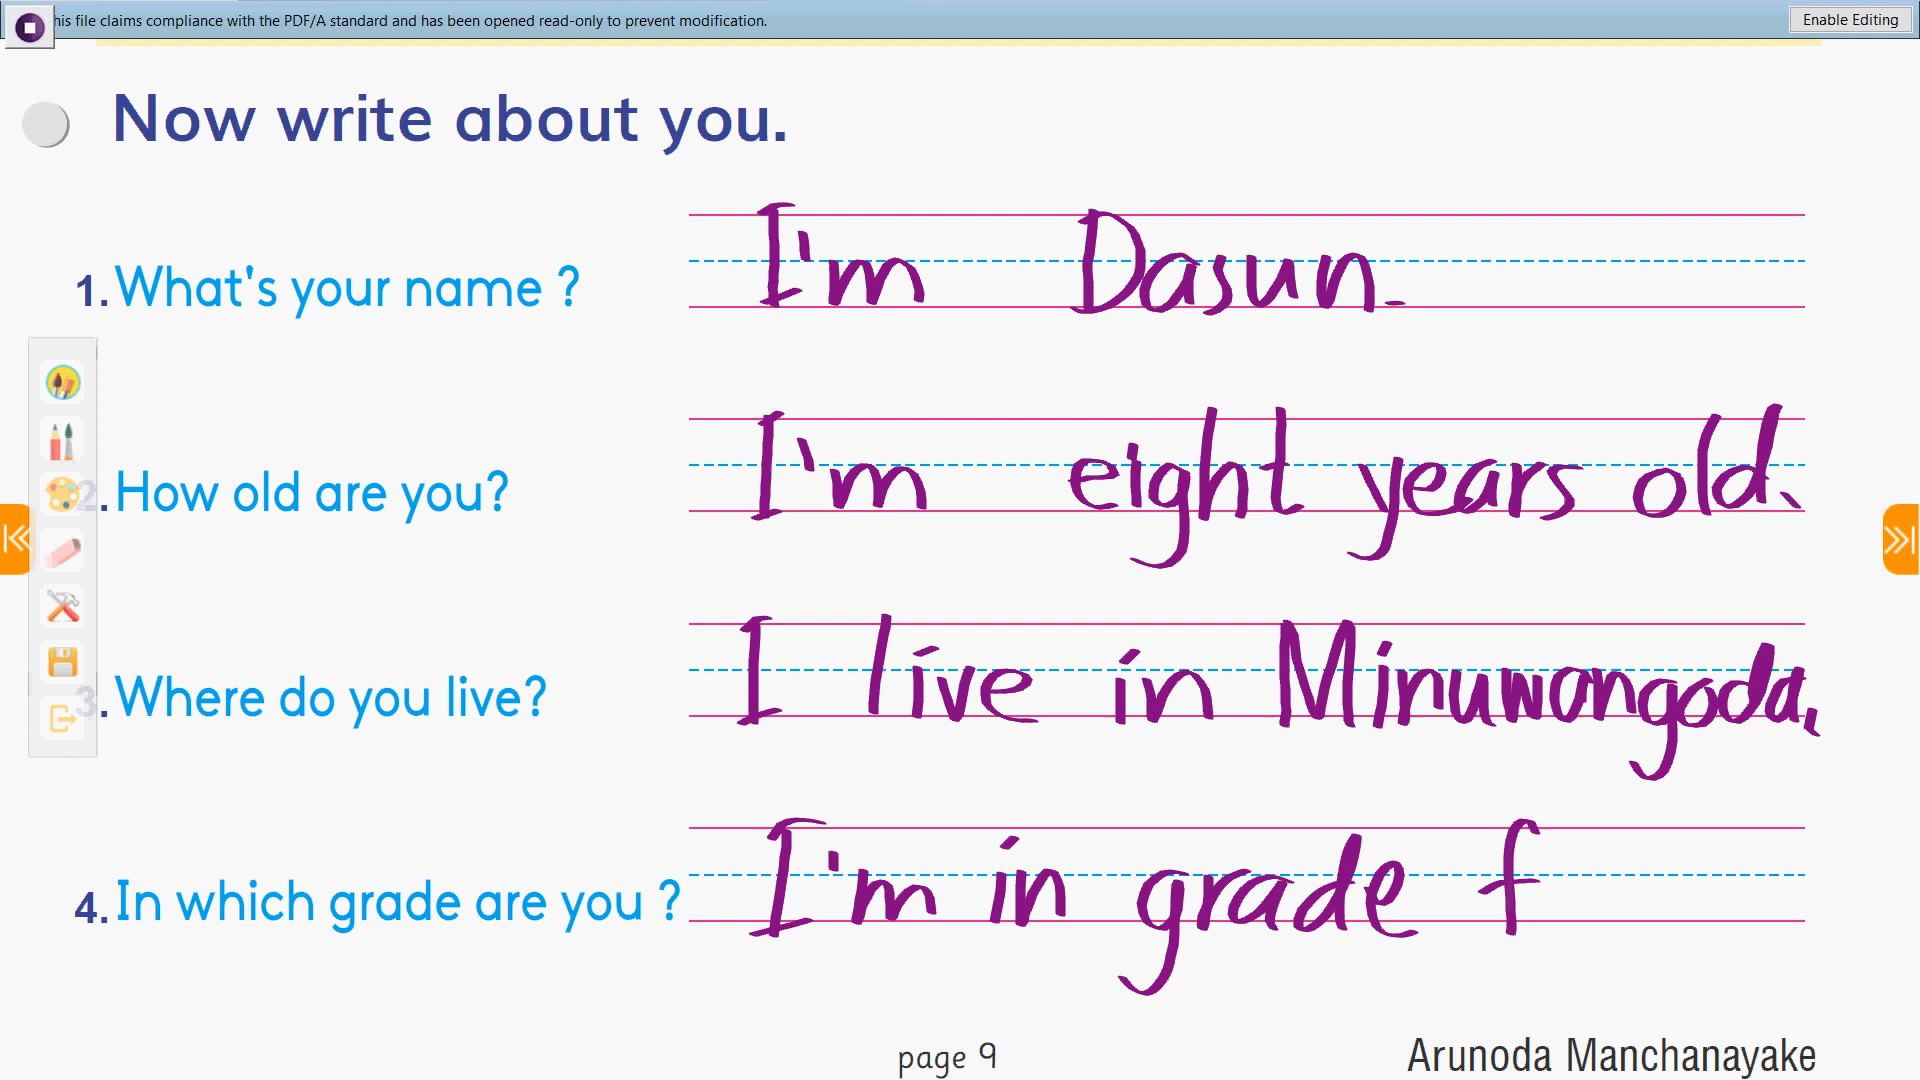 his file claims compliance with the PDF/A standard and has been opened read-only to prevent modification. Enable Editing
Now write about you.
1. What's your name ? I'm Dasun.
2. How old are you? I'm eight years old.
3. Where do you live? I live in Minuwangoda.
4. In which grade are you ? I'm in grade f
page 9 Arunoda Manchanayake